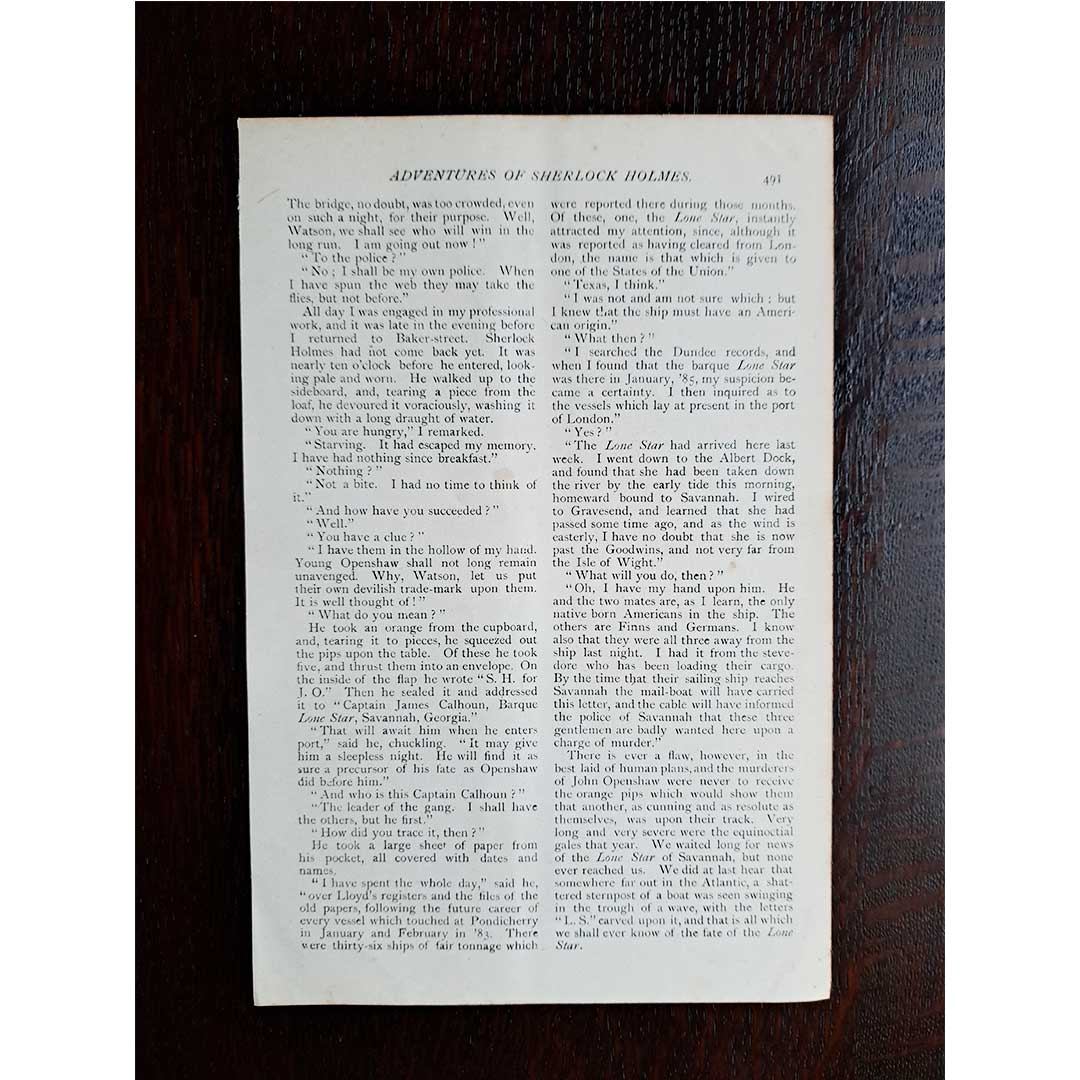 ADVENTURES OF SHERLOCK HOLMES. 491
The bridge, no doubt, was too crowded, even
on such a night, for their purpose. Well,
Watson, we shall see who will win in the
long run. I am going out now ! "
" To the police ? "
" No ; I shall be my own police. When
I have spun the web they may take the
flies, but not before."
All day I was engaged in my professional
work, and it was late in the evening before
I returned to Baker-street. Sherlock
Holmes had not come back yet. It was
nearly ten o'clock before he entered, look-
ing pale and worn. He walked up to the
sideboard, and, tearing a piece from the
loaf, he devoured it voraciously, washing it
down with a long draught of water.
" You are hungry," I remarked.
" Starving. It had escaped my memory.
I have had nothing since breakfast."
" Nothing ? "
" Not a bite. I had no time to think of
it."
" And how have you succeeded ? "
" Well."
" You have a clue ? "
" I have them in the hollow of my hand.
Young Openshaw shall not long remain
unavenged. Why, Watson, let us put
their own devilish trade-mark upon them.
It is well thought of ! "
" What do you mean ? "
He took an orange from the cupboard,
and, tearing it to pieces, he squeezed out
the pips upon the table. Of these he took
five, and thrust them into an envelope. On
the inside of the flap he wrote " S. H. for
J. O." Then he sealed it and addressed
it to " Captain James Calhoun, Barque
Lone Star, Savannah, Georgia."
" That will await him when he enters
port," said he, chuckling. " It may give
him a sleepless night. He will find it as
sure a precursor of his fate as Openshaw
did before him."
" And who is this Captain Calhoun ? "
" The leader of the gang. I shall have
the others, but he first."
" How did you trace it, then ? "
He took a large sheet of paper from
his pocket, all covered with dates and
names.
" I have spent the whole day," said he,
" over Lloyd's registers and the files of the
old papers, following the future career of
every vessel which touched at Pondicherry
in January and February in '83. There
were thirty-six ships of fair tonnage which
were reported there during those months.
Of these, one, the Lone Star, instantly
attracted my attention, since, although it
was reported as having cleared from Lon-
don, the name is that which is given to
one of the States of the Union."
" Texas, I think."
" I was not and am not sure which ; but
I knew that the ship must have an Ameri-
can origin."
" What then ? "
" I searched the Dundee records, and
when I found that the barque Lone Star
was there in January, '85, my suspicion be-
came a certainty. I then inquired as to
the vessels which lay at present in the port
of London."
" Yes ? "
" The Lone Star had arrived here last
week. I went down to the Albert Dock,
and found that she had been taken down
the river by the early tide this morning,
homeward bound to Savannah. I wired
to Gravesend, and learned that she had
passed some time ago, and as the wind is
easterly, I have no doubt that she is now
past the Goodwins, and not very far from
the Isle of Wight."
" What will you do, then ? "
" Oh, I have my hand upon him. He
and the two mates are, as I learn, the only
native born Americans in the ship. The
others are Finns and Germans. I know
also that they were all three away from the
ship last night. I had it from the steve-
dore who has been loading their cargo.
By the time that their sailing ship reaches
Savannah the mail-boat will have carried
this letter, and the cable will have informed
the police of Savannah that these three
gentlemen are badly wanted here upon a
charge of murder."
There is ever a flaw, however, in the
best laid of human plans, and the murderers
of John Openshaw were never to receive
the orange pips which would show them
that another, as cunning and as resolute as
themselves, was upon their track. Very
long and very severe were the equinoctial
gales that year. We waited long for news
of the Lone Star of Savannah, but none
ever reached us. We did at last hear that
somewhere far out in the Atlantic, a shat-
tered sternpost of a boat was seen swinging
in the trough of a wave, with the letters
" L. S." carved upon it, and that is all which
we shall ever know of the fate of the Lone
Star.